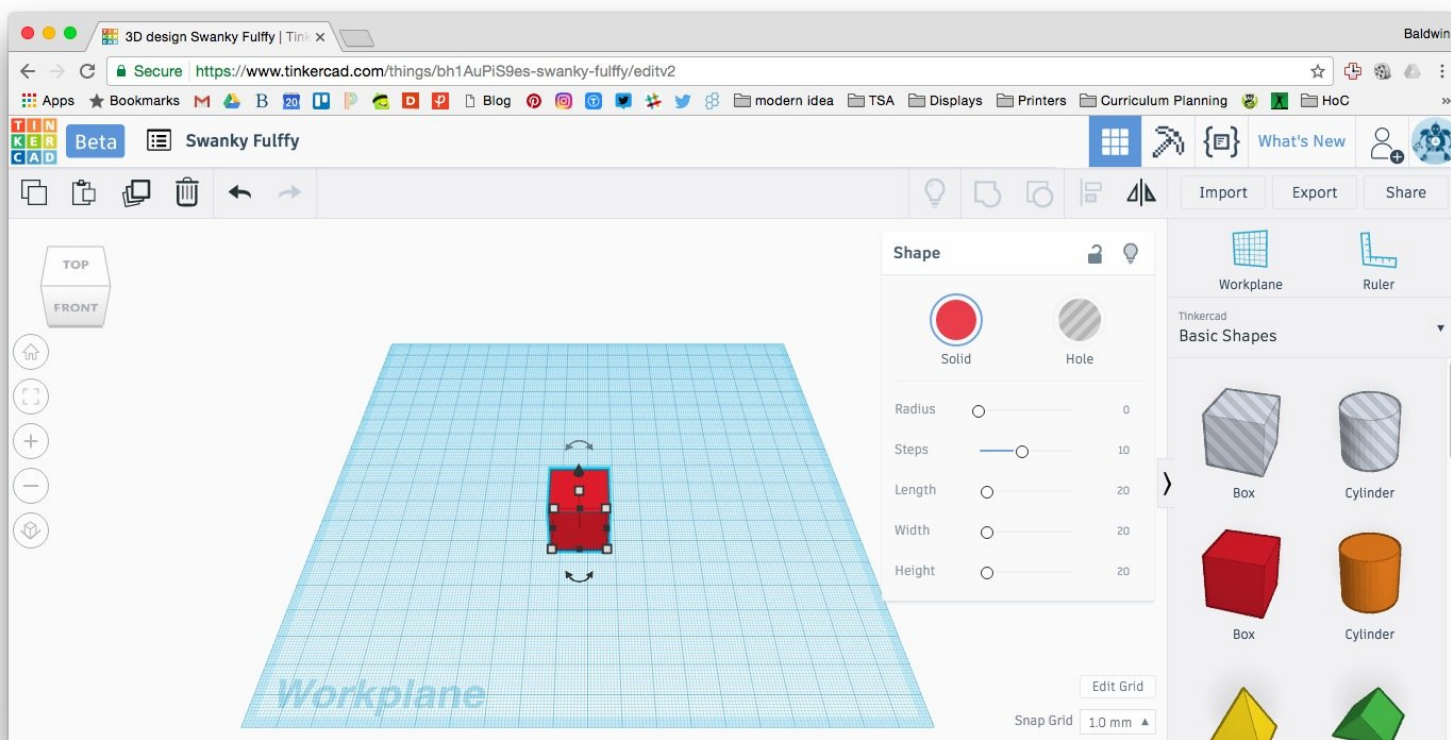 3D design Swanky Fulffy | Tink
Baldwin
Secure https://www.tinkercad.com/things/bh1AuPiS9es-swanky-fulffy/editv2
Apps Bookmarks M B 20 D P Blog modern idea TSA Displays Printers Curriculum Planning X HoC »
TIN
KER
CAD
Beta
Swanky Fulffy
What's New
Import Export Share
TOP
FRONT
Shape
Solid Hole
Radius 0
Steps 10
Length 20
Width 20
Height 20
Workplane Ruler
Tinkercad
Basic Shapes
Box Cylinder
Box Cylinder
Workplane
Edit Grid
Snap Grid 1.0 mm